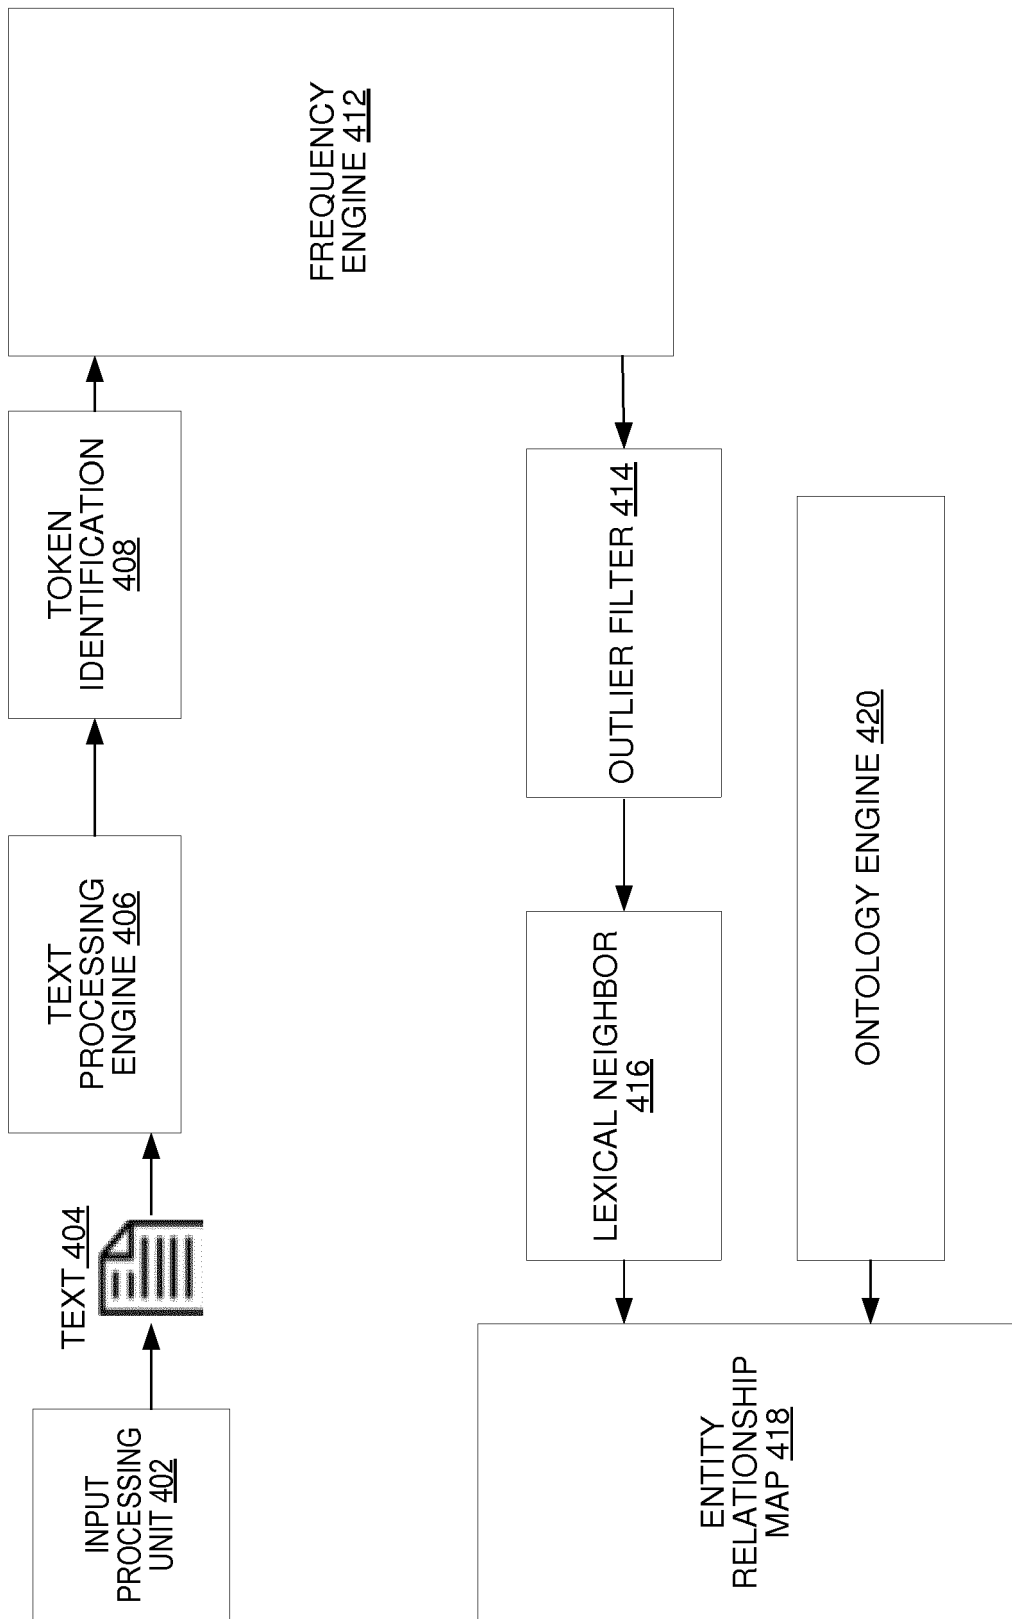 INPUT
PROCESSING
UNIT 402
TEXT 404
TEXT
PROCESSING
ENGINE 406
TOKEN
IDENTIFICATION
408
FREQUENCY
ENGINE 412
OUTLIER FILTER 414
LEXICAL NEIGHBOR
416
ENTITY
RELATIONSHIP
MAP 418
ONTOLOGY ENGINE 420